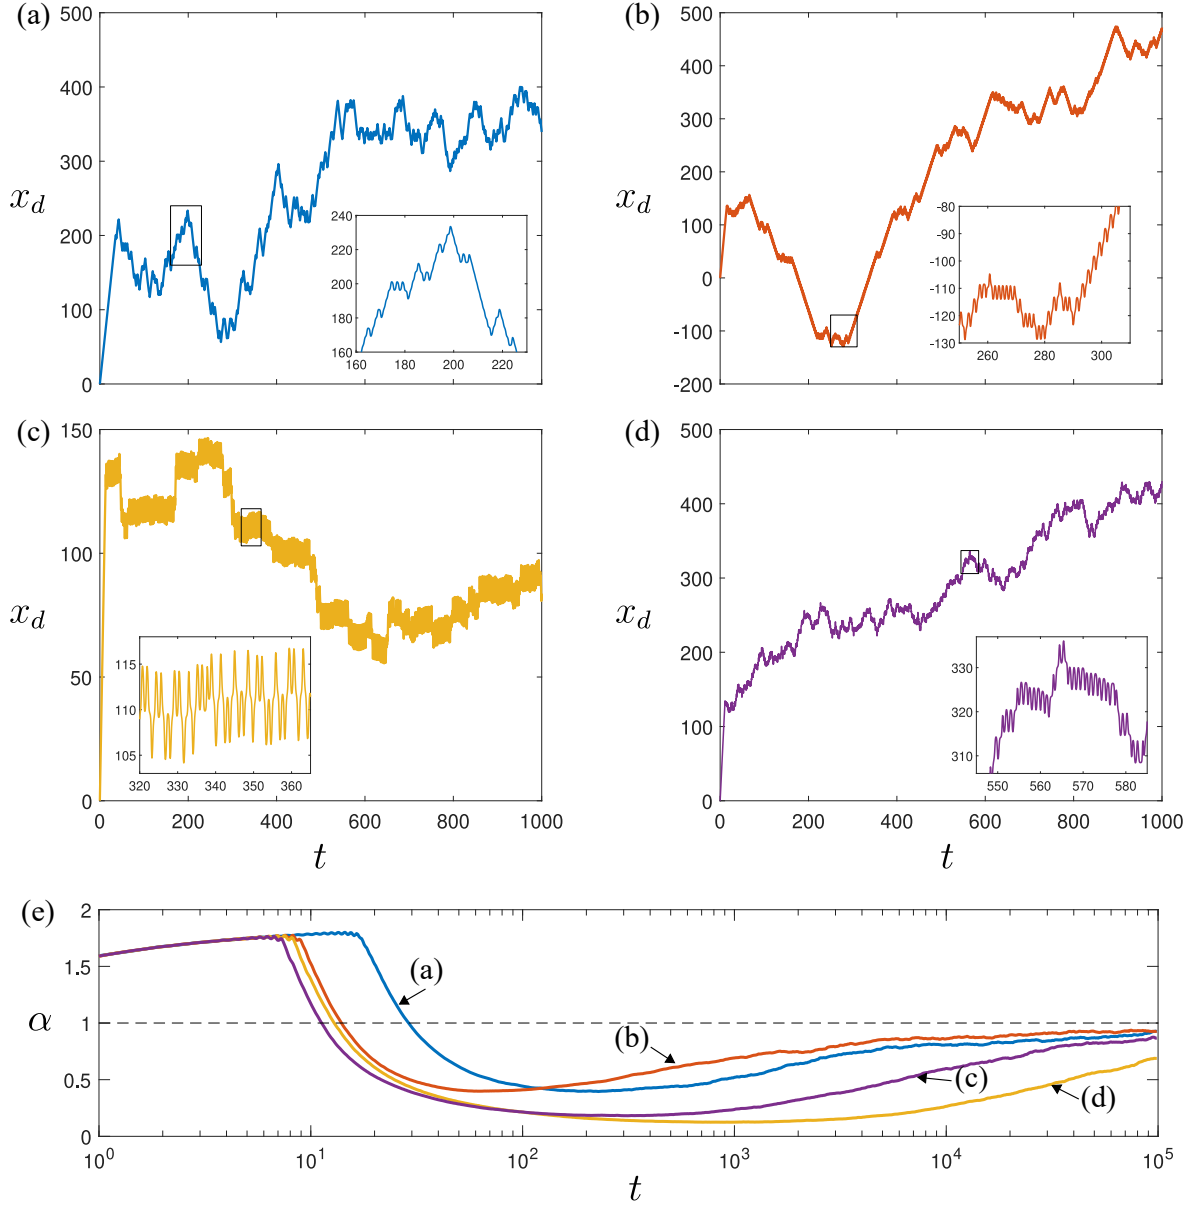 (a)
500
400
300
200
100
0
x_d
240
220
200
180
160
160 180 200 220
(b)
500
400
300
200
100
0
-100
-200
x_d
-80
-90
-100
-110
-120
-130
260 280 300
(c)
150
100
50
0
x_d
115
110
105
320 330 340 350 360
0 200 400 600 800 1000
t
(d)
500
400
300
200
100
0
x_d
330
320
310
550 560 570 580
0 200 400 600 800 1000
t
(e)
2
1.5
1
0.5
0
α
(a)
(b)
(c)
(d)
10^0 10^1 10^2 10^3 10^4 10^5
t